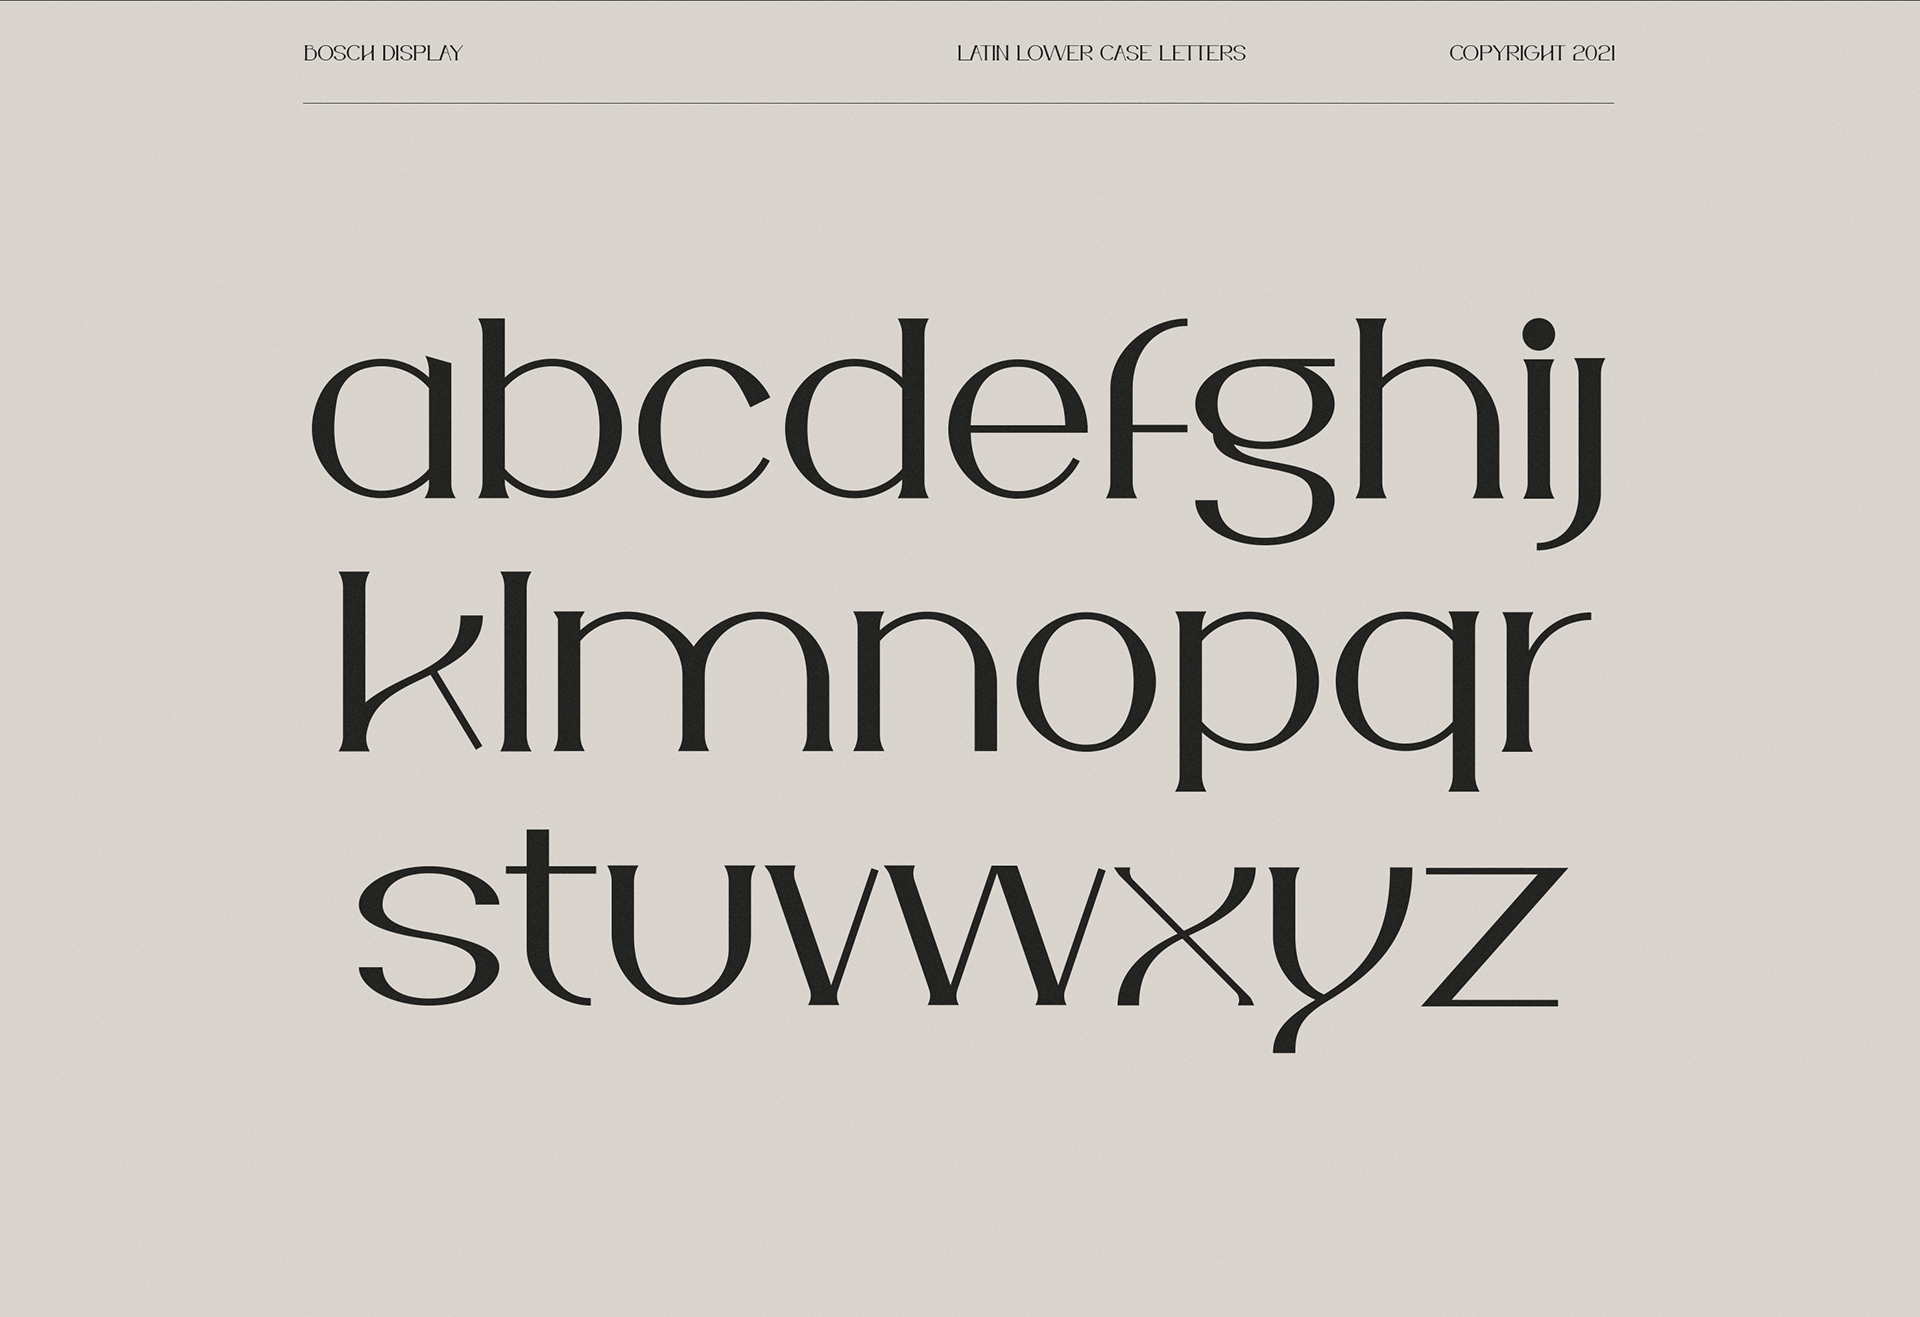 BOSCH DISPLAY LATIN LOWER CASE LETTERS COPYRIGHT 2021
abcdefghij
klmnopqr
stuvwxyz